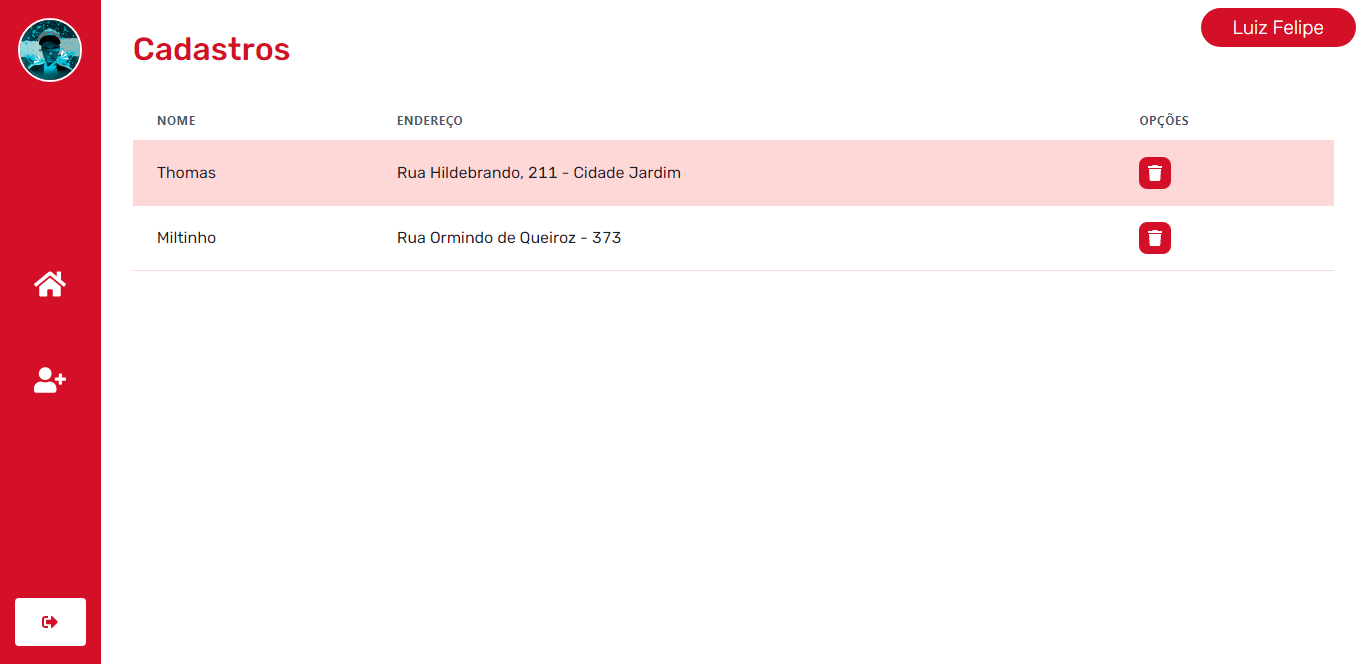 Luiz Felipe
Cadastros
NOME ENDEREÇO OPÇÕES
Thomas Rua Hildebrando, 211 - Cidade Jardim
Miltinho Rua Ormindo de Queiroz - 373